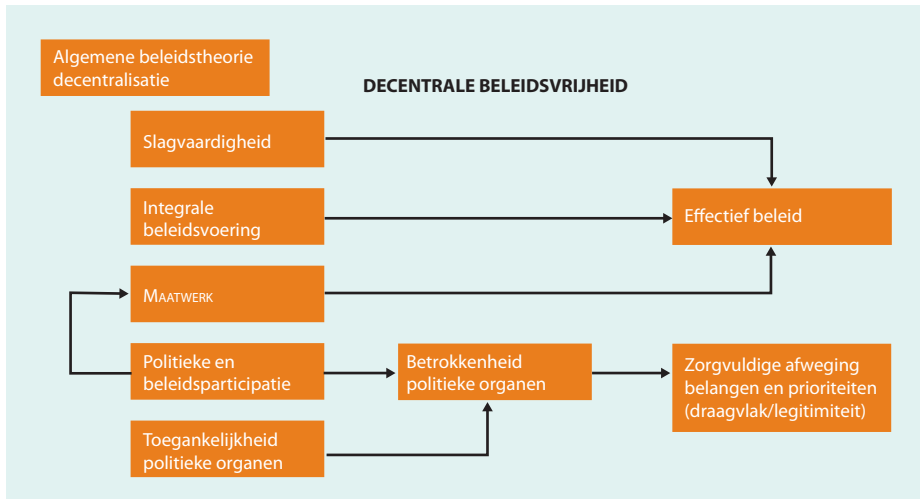 Algemene beleidstheorie
decentralisatie
DECENTRALE BELEIDSVRIJHEID
Slagvaardigheid
Integrale
beleidsvoering
Effectief beleid
MAATWERK
Politieke en
beleidsparticipatie
Betrokkenheid
politieke organen
Zorgvuldige afweging
belangen en prioriteiten
(draagvlak/legitimiteit)
Toegankelijkheid
politieke organen